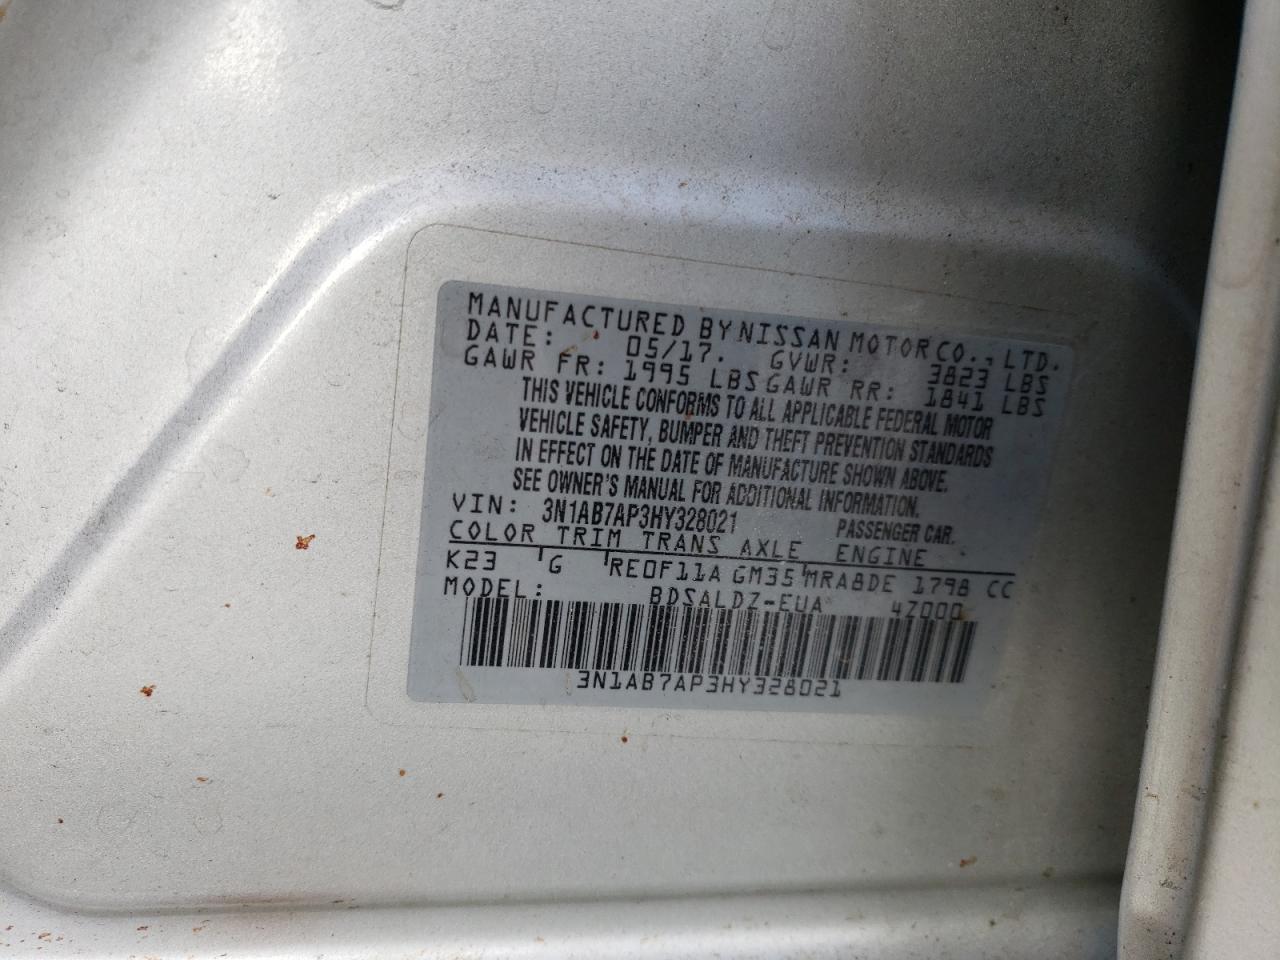 MANUFACTURED BY NISSAN MOTOR CO., LTD.
DATE: 05/17. GVWR: 3823 LBS
GAWR FR: 1995 LBS GAWR RR: 1841 LBS
THIS VEHICLE CONFORMS TO ALL APPLICABLE FEDERAL MOTOR
VEHICLE SAFETY, BUMPER AND THEFT PREVENTION STANDARDS
IN EFFECT ON THE DATE OF MANUFACTURE SHOWN ABOVE.
SEE OWNER'S MANUAL FOR ADDITIONAL INFORMATION.
VIN: 3N1AB7AP3HY328021 PASSENGER CAR.
COLOR TRIM TRANS AXLE ENGINE
K23 G RE0F11A GM35 MRA8DE 1798 CC
MODEL: BDSALDZ-EUA 4Z000
3N1AB7AP3HY328021